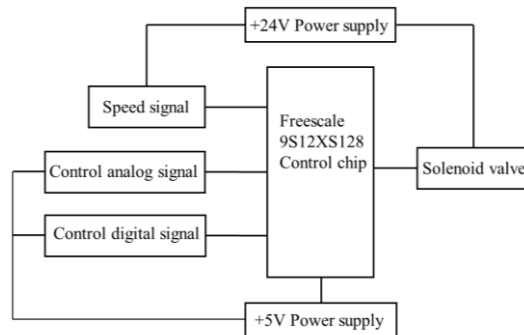 +24V Power supply
Speed signal
Freescale
9S12XS128
Control chip
Control analog signal
Solenoid valve
Control digital signal
+5V Power supply